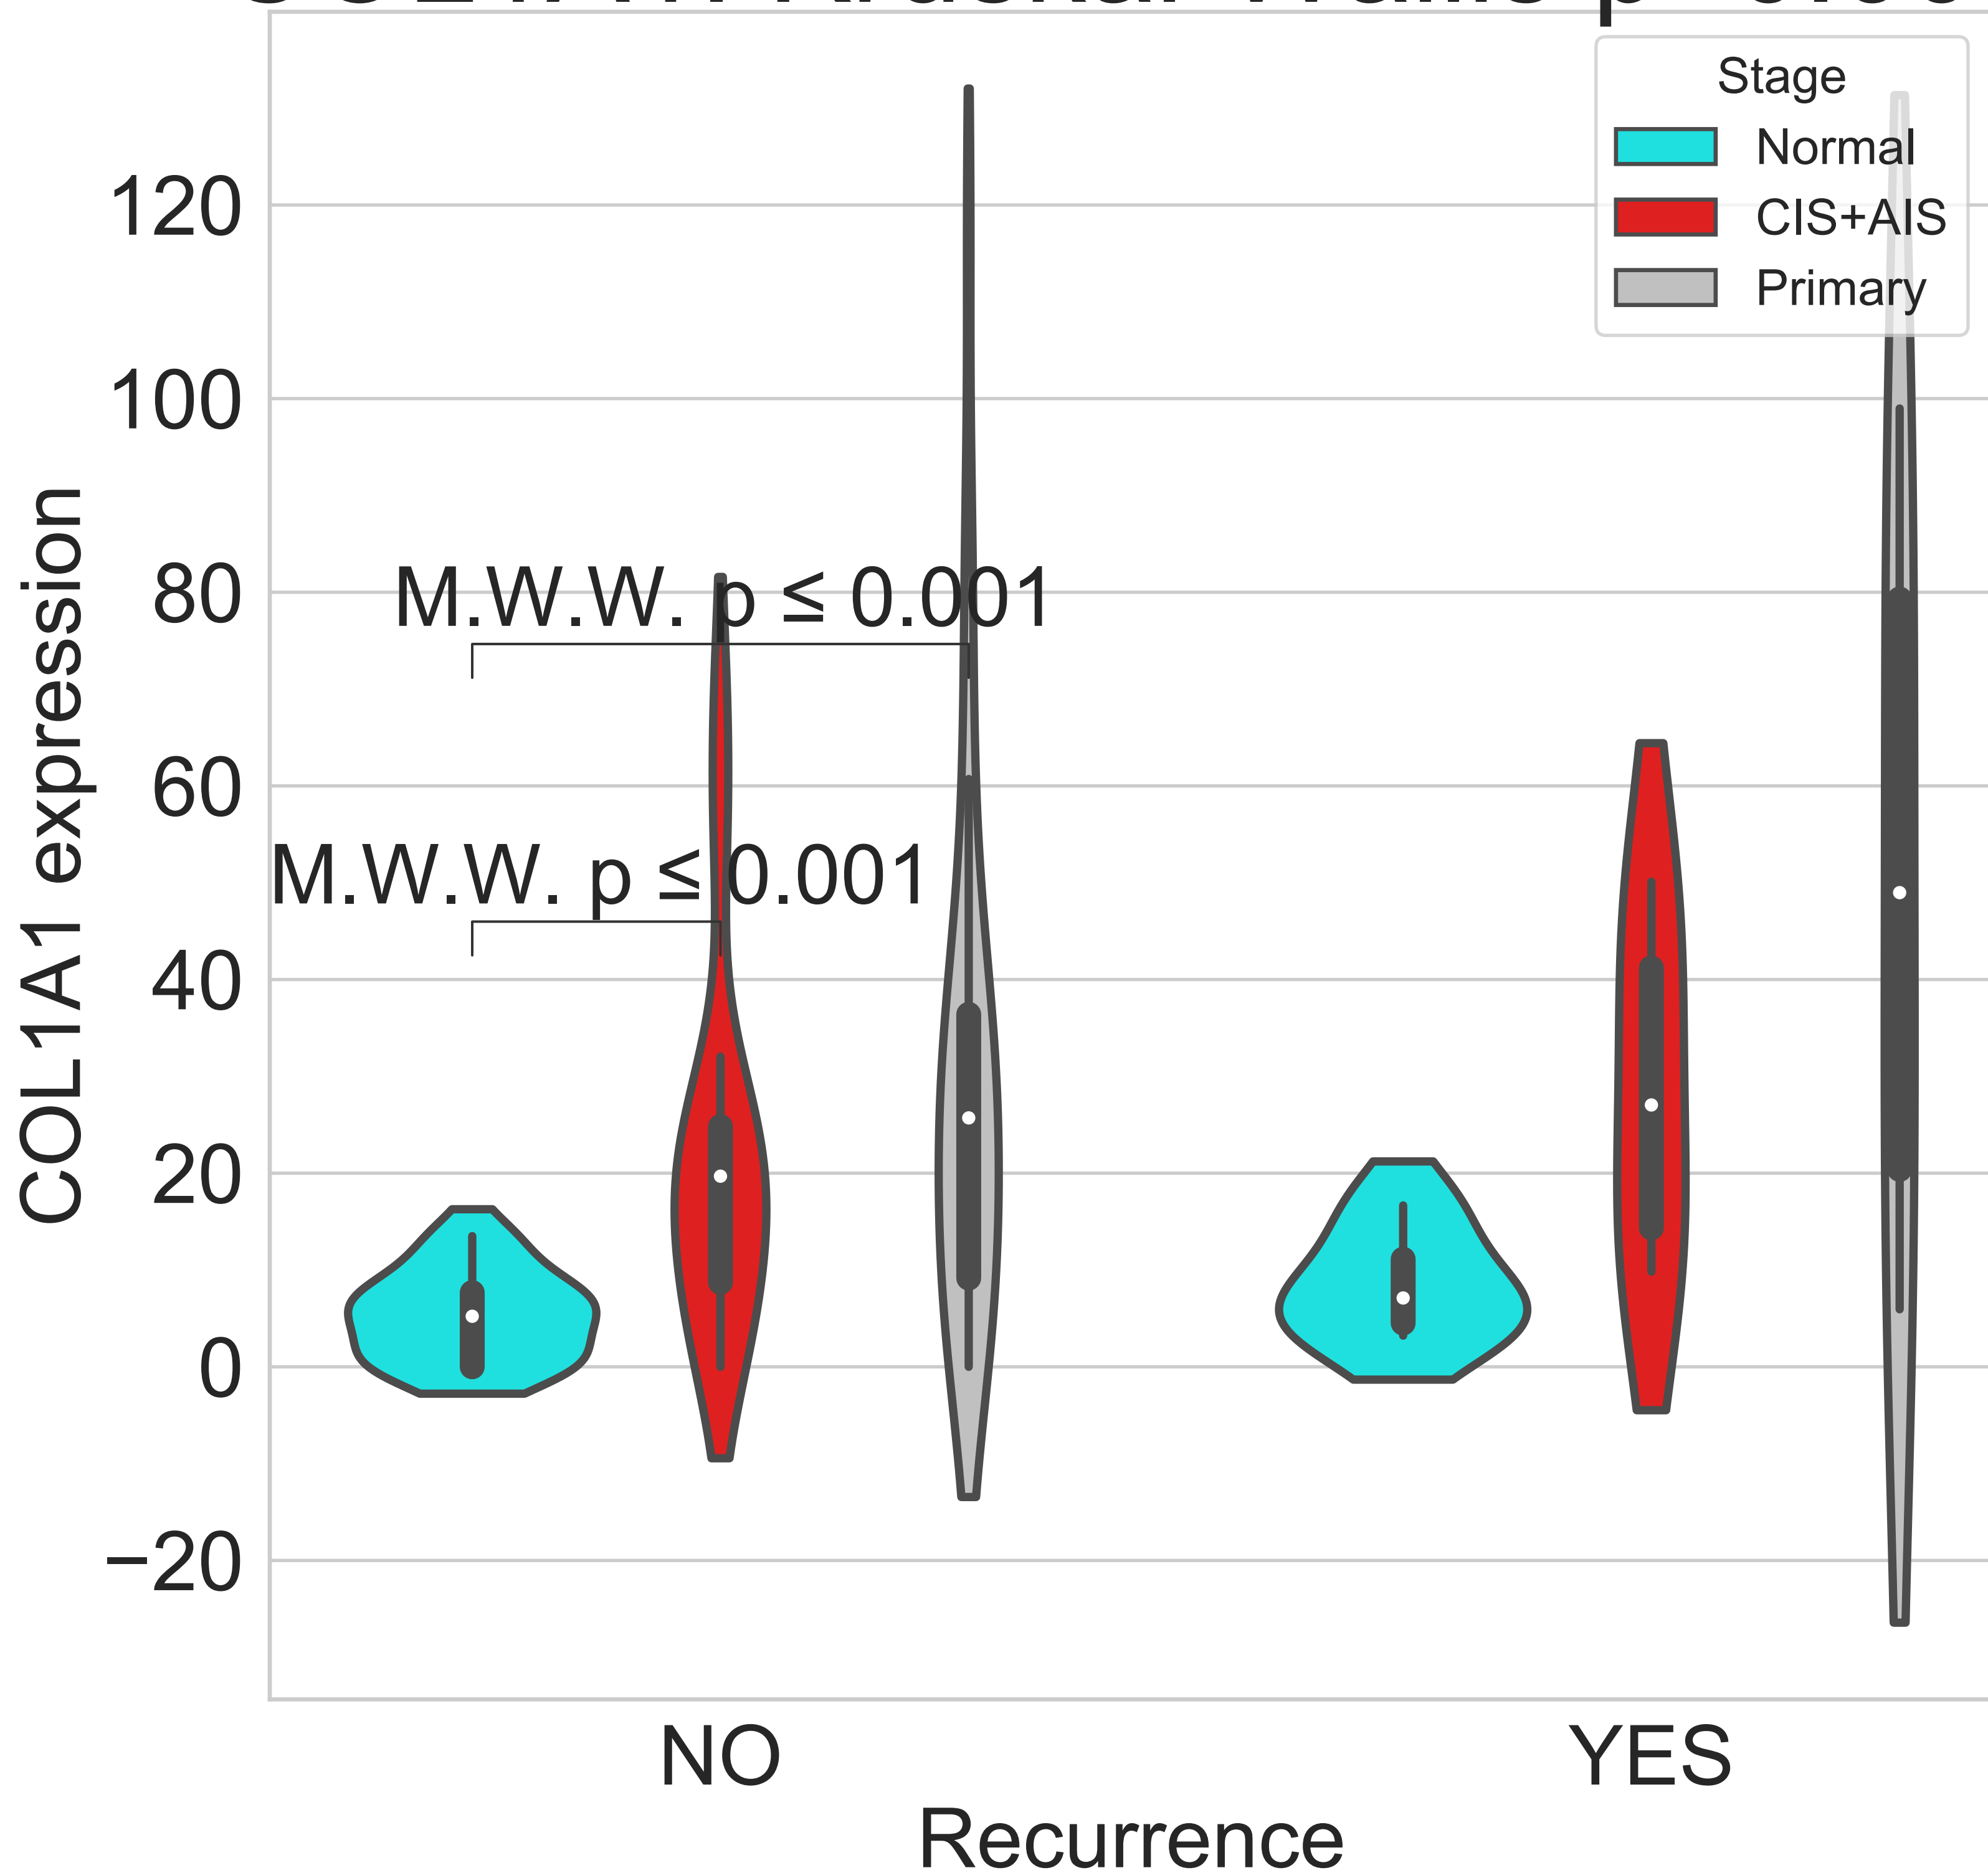 Stage
Normal
CIS+AIS
Primary
120
100
80
60
40
20
0
−20
COL1A1 expression
M.W.W. p ≤ 0.001
M.W.W. p ≤ 0.001
NO
YES
Recurrence